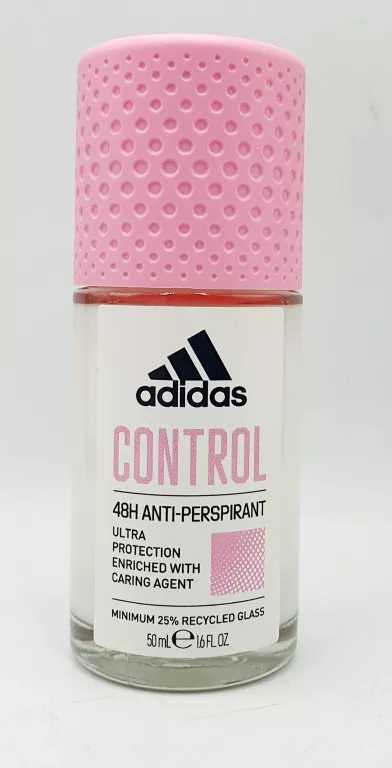 adidas
CONTROL
48H ANTI-PERSPIRANT
ULTRA
PROTECTION
ENRICHED WITH
CARING AGENT
MINIMUM 25% RECYCLED GLASS
50 mL ℮ 1.6 FL.OZ